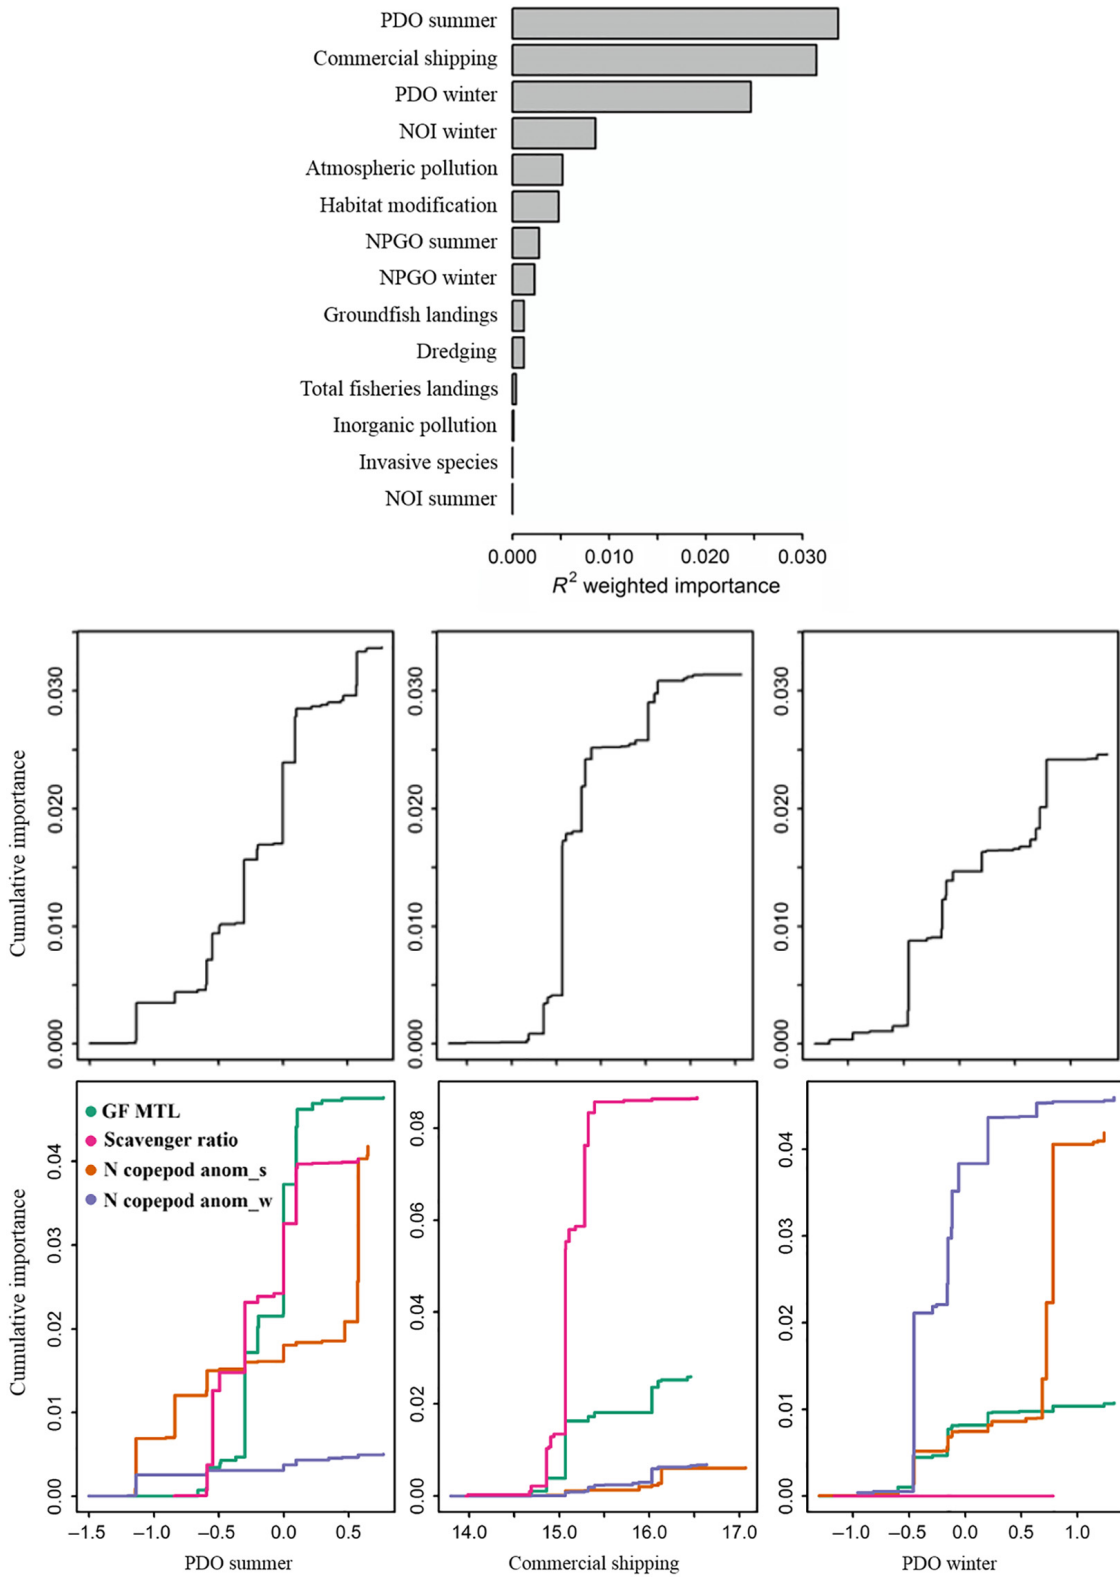 PDO summer
Commercial shipping
PDO winter
NOI winter
Atmospheric pollution
Habitat modification
NPGO summer
NPGO winter
Groundfish landings
Dredging
Total fisheries landings
Inorganic pollution
Invasive species
NOI summer
0.000 0.010 0.020 0.030
R² weighted importance
Cumulative importance
0.030
0.020
0.010
0.000
0.030
0.020
0.010
0.000
0.030
0.020
0.010
0.000
Cumulative importance
GF MTL
Scavenger ratio
N copepod anom_s
N copepod anom_w
0.04
0.03
0.02
0.01
0.00
−1.5 −1.0 −0.5 0.0 0.5
PDO summer
0.08
0.06
0.04
0.02
0.00
14.0 15.0 16.0 17.0
Commercial shipping
0.04
0.03
0.02
0.01
0.00
−1.0 −0.5 0.0 0.5 1.0
PDO winter